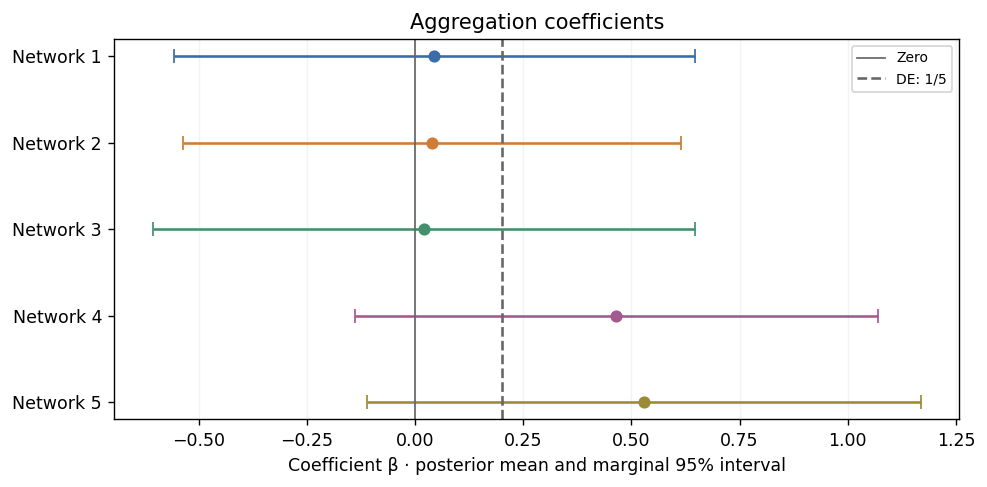 Aggregation coefficients
Network 1
Network 2
Network 3
Network 4
Network 5
Zero
DE: 1/5
−0.50
−0.25
0.00
0.25
0.50
0.75
1.00
1.25
Coefficient β · posterior mean and marginal 95% interval